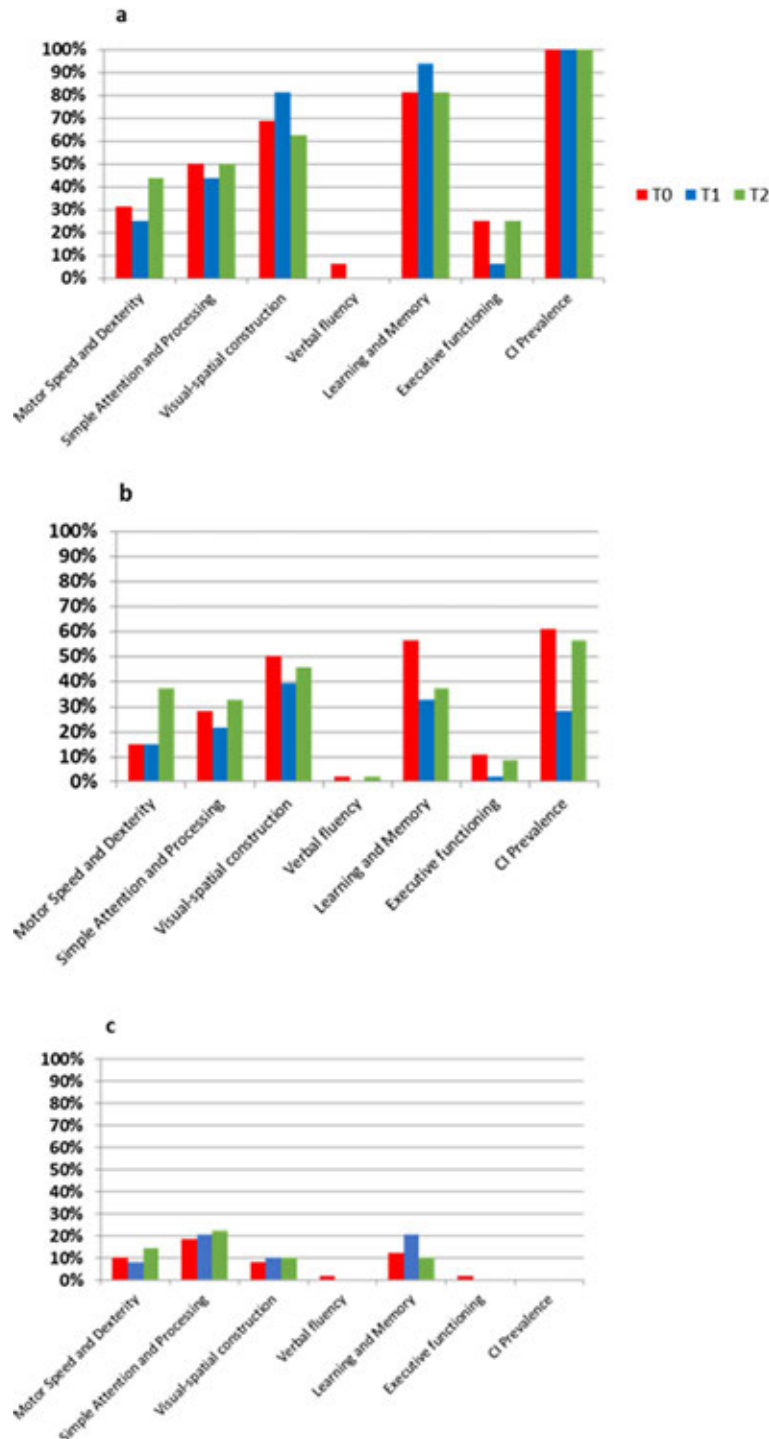 a
100%
90%
80%
70%
60%
50%
40%
30%
20%
10%
0%
Motor Speed and Dexterity
Simple Attention and Processing
Visual-spatial construction
Verbal fluency
Learning and Memory
Executive functioning
CI Prevalence
T0 T1 T2
b
100%
90%
80%
70%
60%
50%
40%
30%
20%
10%
0%
Motor Speed and Dexterity
Simple Attention and Processing
Visual-spatial construction
Verbal fluency
Learning and Memory
Executive functioning
CI Prevalence
c
100%
90%
80%
70%
60%
50%
40%
30%
20%
10%
0%
Motor Speed and Dexterity
Simple Attention and Processing
Visual-spatial construction
Verbal fluency
Learning and Memory
Executive functioning
CI Prevalence